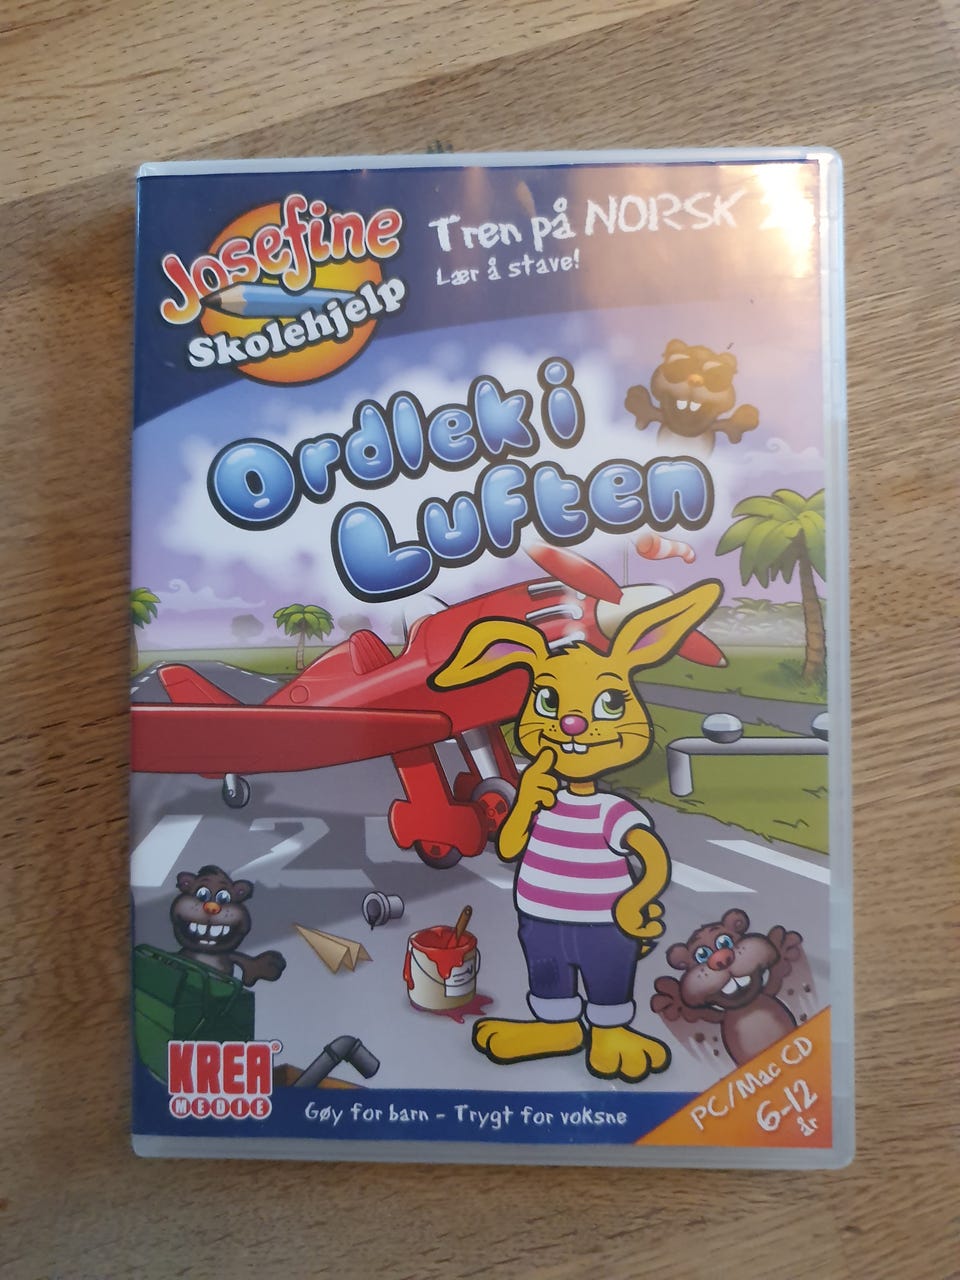 Josefine
Skolehjelp
Tren på NORSK
Lær å stave!
Ordlek i
Luften
12
KREA®
MEDIE
Gøy for barn - Trygt for voksne
PC/Mac CD
6-12
år